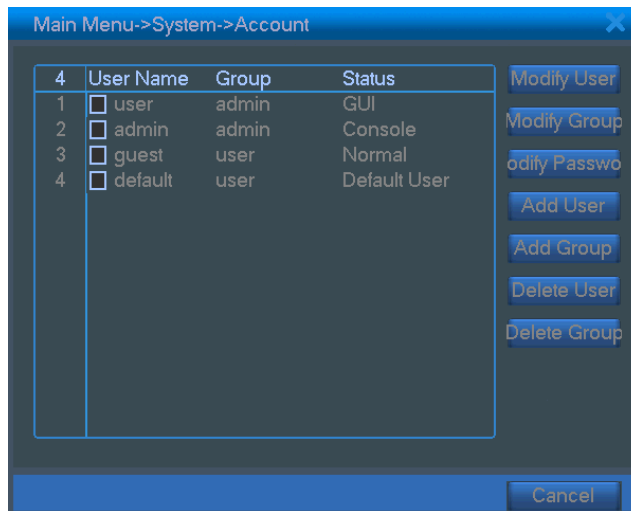 Main Menu->System->Account
4 User Name Group Status
1 user admin GUI
2 admin admin Console
3 guest user Normal
4 default user Default User
Modify User
Modify Group
odify Passwo
Add User
Add Group
Delete User
Delete Group
Cancel